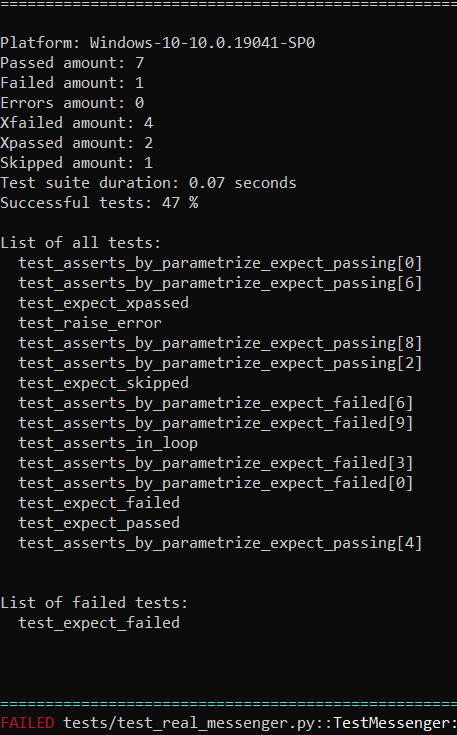 ======================================================
Platform: Windows-10-10.0.19041-SP0
Passed amount: 7
Failed amount: 1
Errors amount: 0
Xfailed amount: 4
Xpassed amount: 2
Skipped amount: 1
Test suite duration: 0.07 seconds
Successful tests: 47 %
List of all tests:
test_asserts_by_parametrize_expect_passing[0]
test_asserts_by_parametrize_expect_passing[6]
test_expect_xpassed
test_raise_error
test_asserts_by_parametrize_expect_passing[8]
test_asserts_by_parametrize_expect_passing[2]
test_expect_skipped
test_asserts_by_parametrize_expect_failed[6]
test_asserts_by_parametrize_expect_failed[9]
test_asserts_in_loop
test_asserts_by_parametrize_expect_failed[3]
test_asserts_by_parametrize_expect_failed[0]
test_expect_failed
test_expect_passed
test_asserts_by_parametrize_expect_passing[4]
List of failed tests:
test_expect_failed
======================================================
FAILED tests/test_real_messenger.py::TestMessenger: